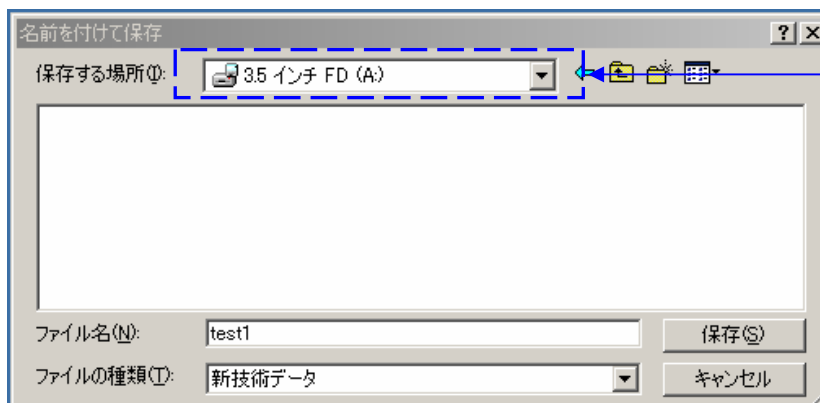 名前を付けて保存
保存する場所(I): 3.5 インチ FD (A:)
ファイル名(N): test1 保存(S)
ファイルの種類(T): 新技術データ キャンセル